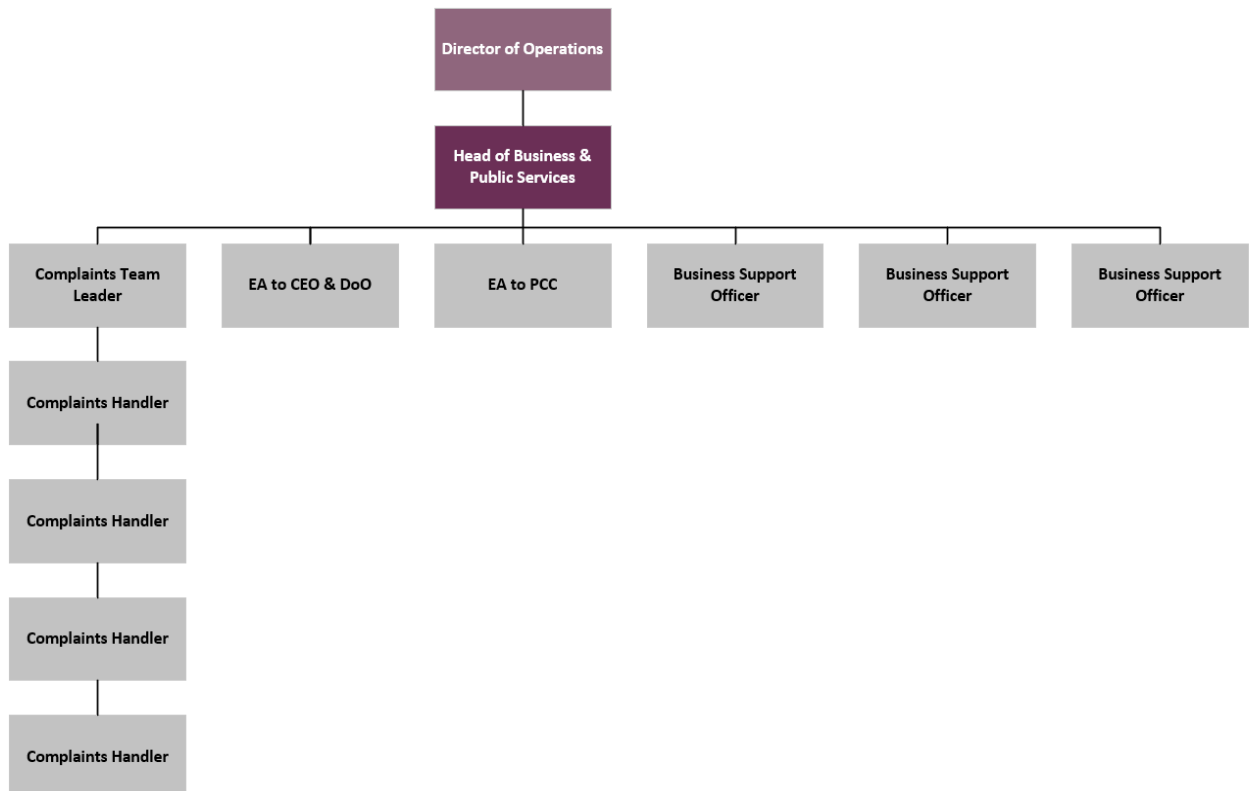 Director of Operations
Head of Business &
Public Services
Complaints Team
Leader
EA to CEO & DoO
EA to PCC
Business Support
Officer
Business Support
Officer
Business Support
Officer
Complaints Handler
Complaints Handler
Complaints Handler
Complaints Handler